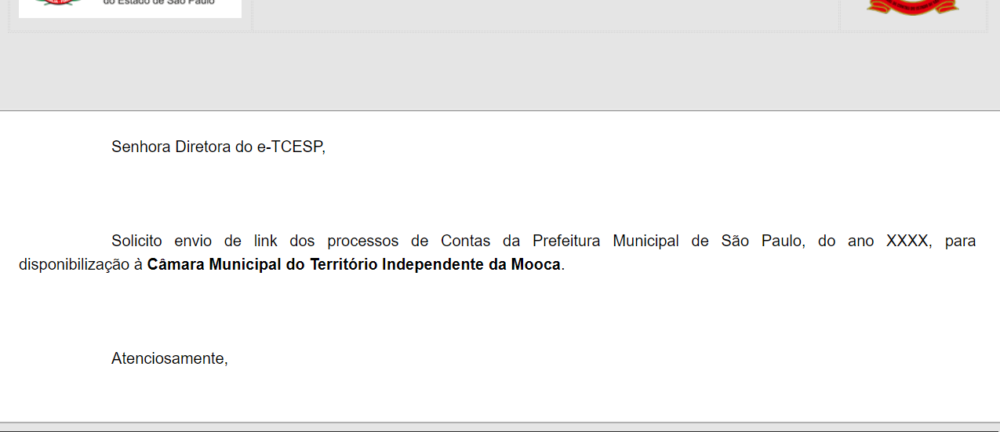 do Estado de São Paulo
Senhora Diretora do e-TCESP,
Solicito envio de link dos processos de Contas da Prefeitura Municipal de São Paulo, do ano XXXX, para
disponibilização à Câmara Municipal do Território Independente da Mooca.
Atenciosamente,